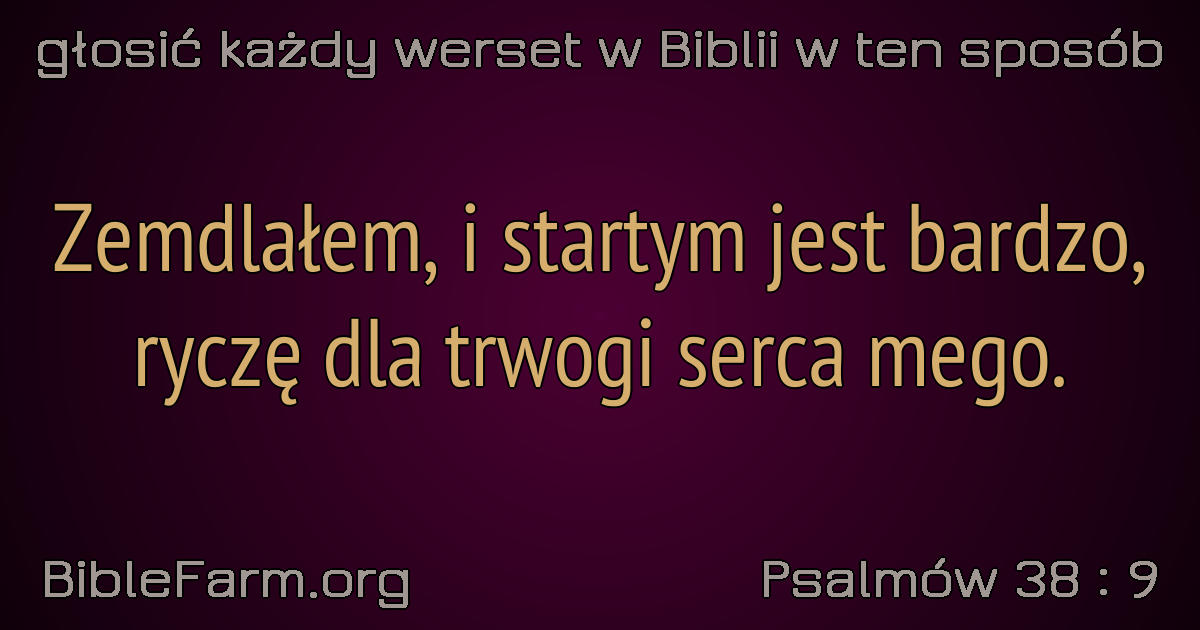 głosić każdy werset w Biblii w ten sposób
Zemdlałem, i startym jest bardzo,
ryczę dla trwogi serca mego.
BibleFarm.org
Psalmów 38 : 9